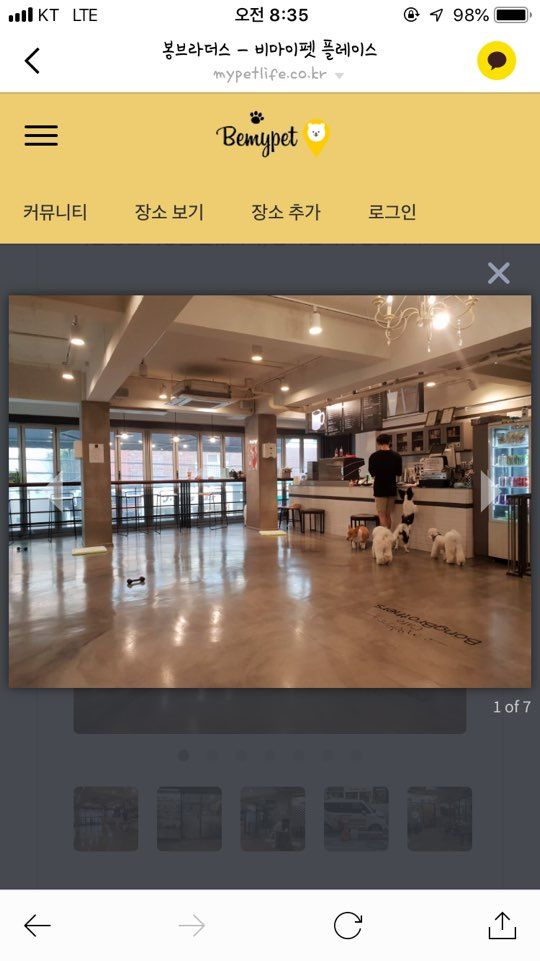 KT LTE 오전 8:35 98%
봉브라더스 – 비마이펫 플레이스
mypetlife.co.kr
Bemypet
커뮤니티 장소 보기 장소 추가 로그인
BongBrothers
Cafe
1 of 7